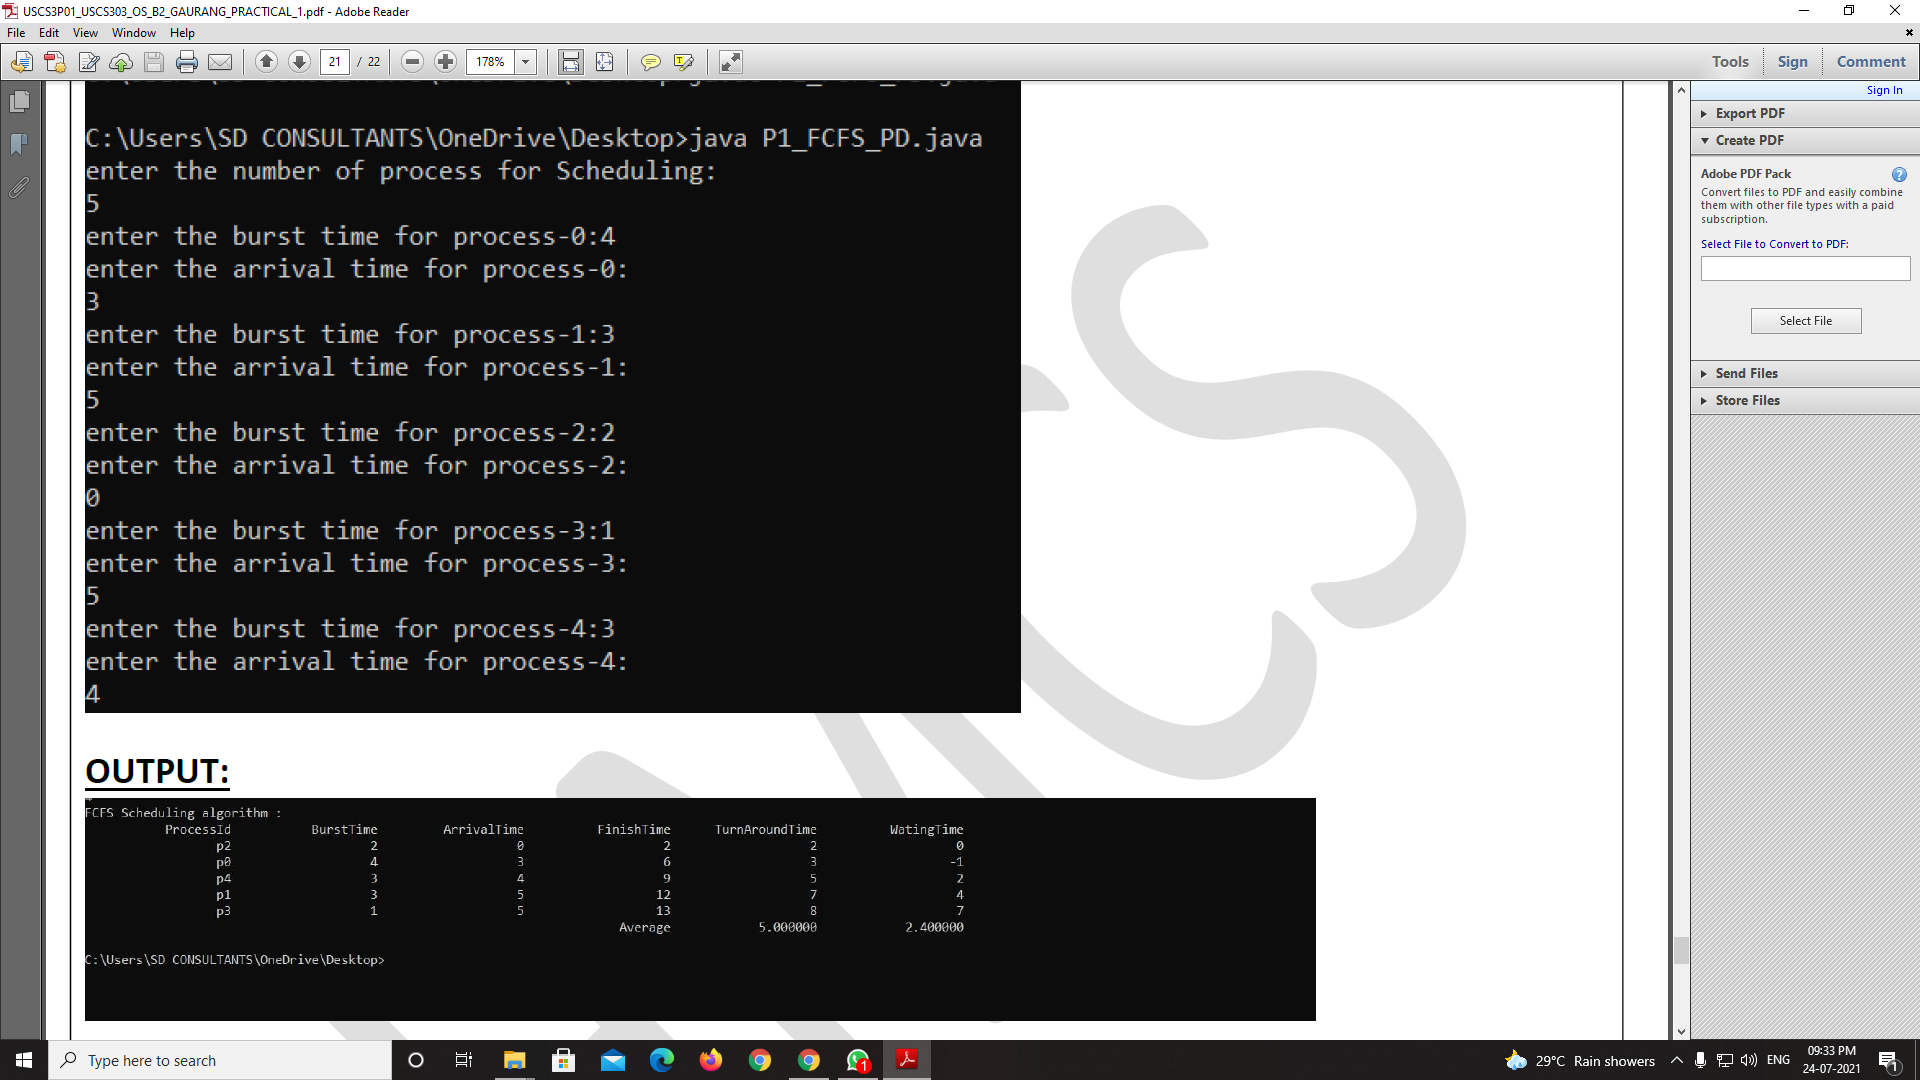 USCS3P01_USCS303_OS_B2_GAURANG_PRACTICAL_1.pdf - Adobe Reader
File Edit View Window Help
21 / 22 178% Tools Sign Comment
Sign In
Export PDF
Create PDF
Adobe PDF Pack
Convert files to PDF and easily combine
them with other file types with a paid
subscription.
Select File to Convert to PDF:
Select File
Send Files
Store Files
C:\Users\SD CONSULTANTS\OneDrive\Desktop>java P1_FCFS_PD.java
enter the number of process for Scheduling:
5
enter the burst time for process-0:4
enter the arrival time for process-0:
3
enter the burst time for process-1:3
enter the arrival time for process-1:
5
enter the burst time for process-2:2
enter the arrival time for process-2:
0
enter the burst time for process-3:1
enter the arrival time for process-3:
5
enter the burst time for process-4:3
enter the arrival time for process-4:
4
OUTPUT:
FCFS Scheduling algorithm :
ProcessId BurstTime ArrivalTime FinishTime TurnAroundTime WatingTime
p2 2 0 2 2 0
p0 4 3 6 3 -1
p4 3 4 9 5 2
p1 3 5 12 7 4
p3 1 5 13 8 7
Average 5.000000 2.400000
C:\Users\SD CONSULTANTS\OneDrive\Desktop>
Type here to search
1
29°C Rain showers
ENG
09:33 PM
24-07-2021
1